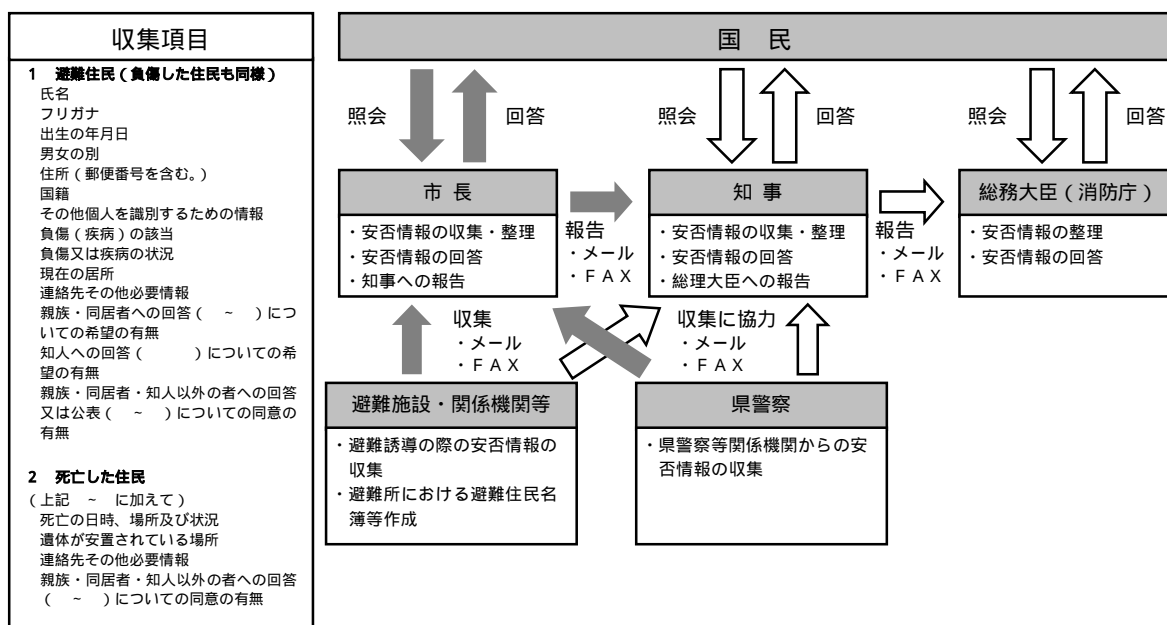 収集項目
1 避難住民（負傷した住民も同様）
氏名
フリガナ
出生の年月日
男女の別
住所（郵便番号を含む。）
国籍
その他個人を識別するための情報
負傷（疾病）の該当
負傷又は疾病の状況
現在の居所
連絡先その他必要情報
親族・同居者への回答（　～　）につ
いての希望の有無
知人への回答（　　　）についての希
望の有無
親族・同居者・知人以外の者への回答
又は公表（　～　）についての同意の
有無
2 死亡した住民
（上記　～　に加えて）
死亡の日時、場所及び状況
遺体が安置されている場所
連絡先その他必要情報
親族・同居者・知人以外の者への回答
（　～　）についての同意の有無
国　民
照会
回答
照会
回答
照会
回答
市 長
・安否情報の収集・整理
・安否情報の回答
・知事への報告
報告
・メール
・ＦＡＸ
知 事
・安否情報の収集・整理
・安否情報の回答
・総理大臣への報告
報告
・メール
・ＦＡＸ
総務大臣（消防庁）
・安否情報の整理
・安否情報の回答
収集
・メール
・ＦＡＸ
収集に協力
・メール
・ＦＡＸ
避難施設・関係機関等
・避難誘導の際の安否情報の
収集
・避難所における避難住民名
簿等作成
県警察
・県警察等関係機関からの安
否情報の収集